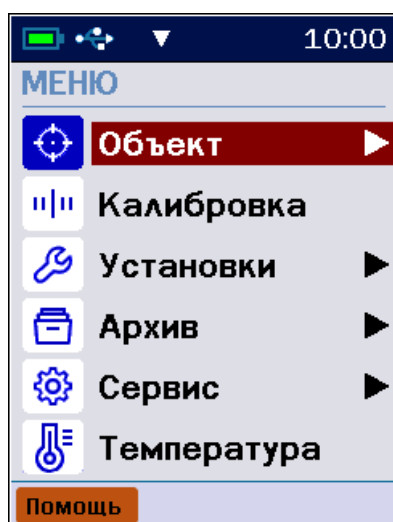 10:00
МЕНЮ
Объект
Калибровка
Установки
Архив
Сервис
Температура
Помощь